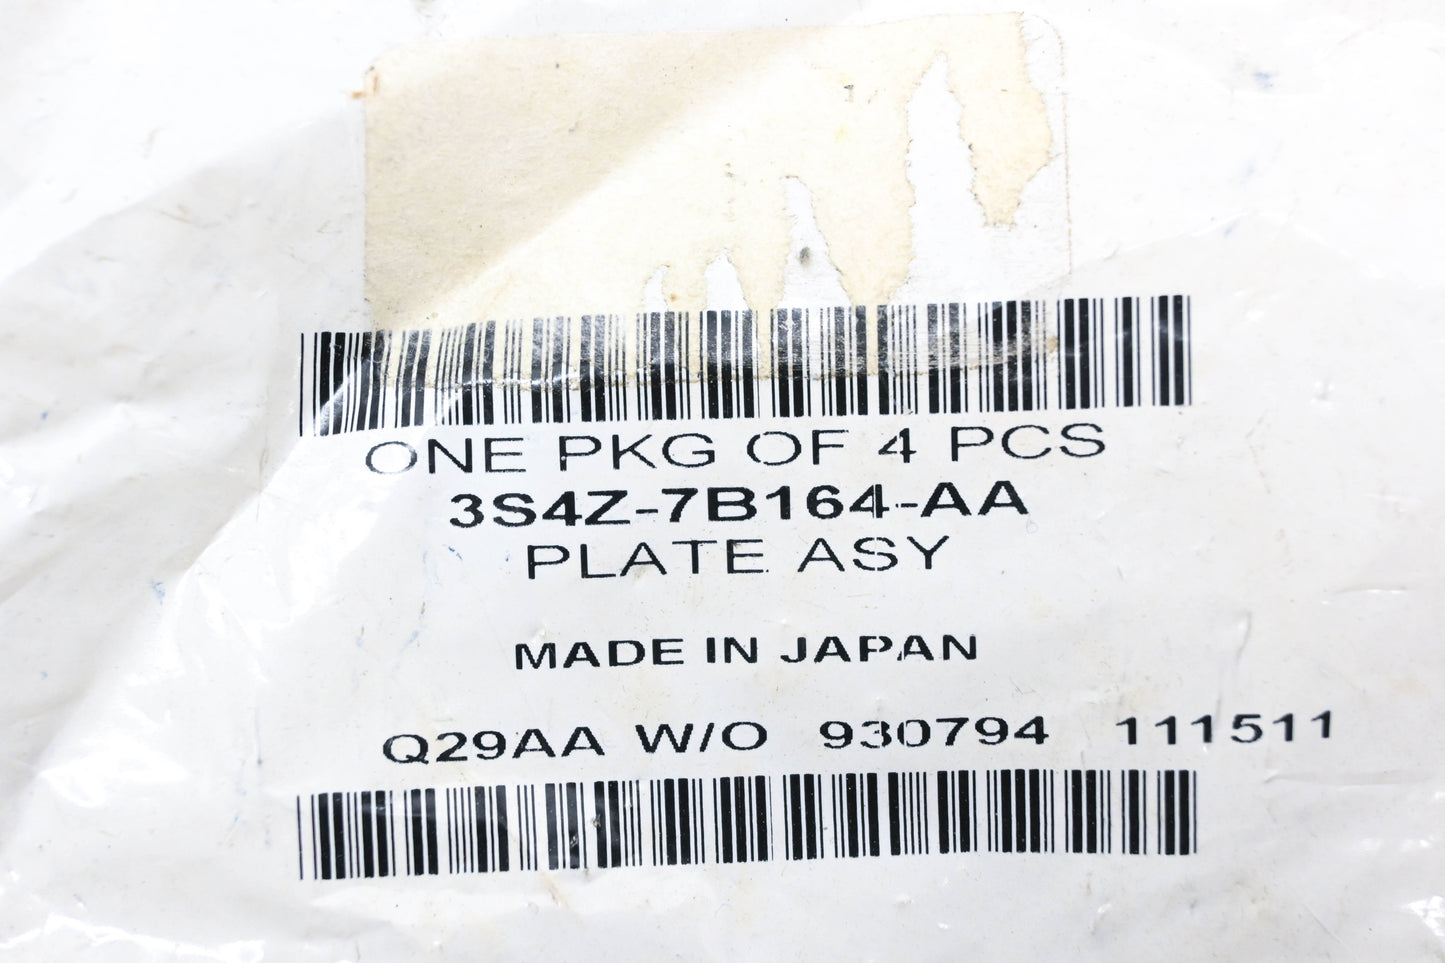 ONE PKG OF 4 PCS
3S4Z-7B164-AA
PLATE ASY
MADE IN JAPAN
Q29AA W/O 930794 111511